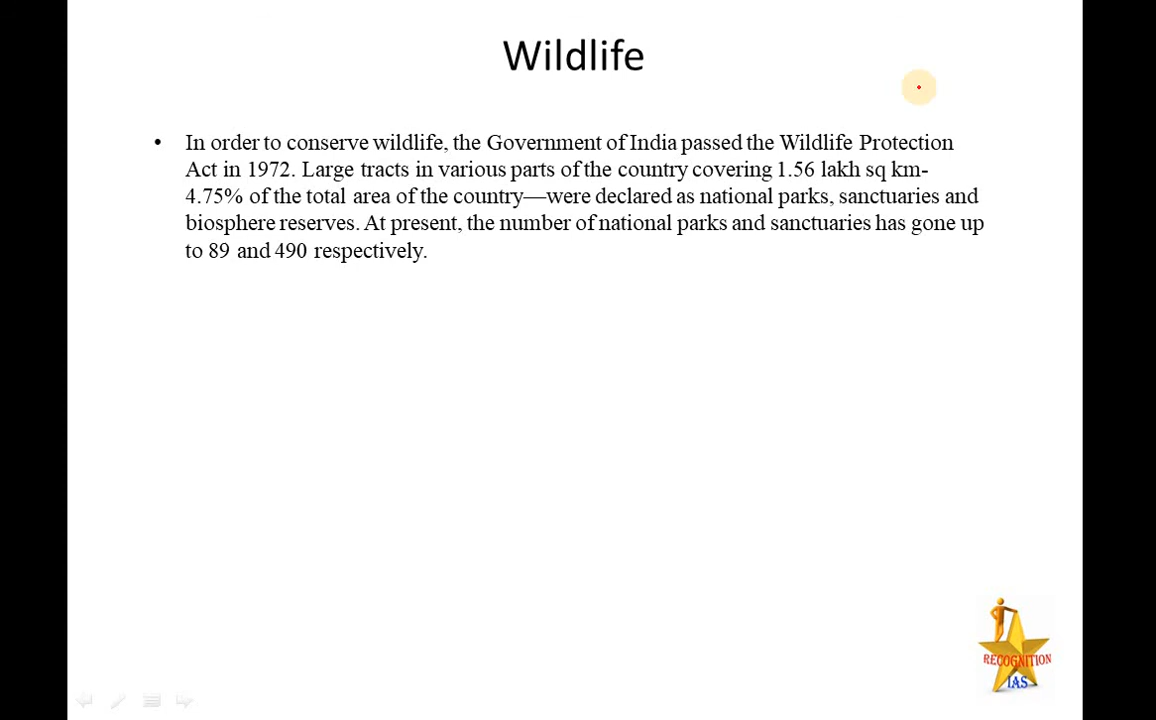 Wildlife
• In order to conserve wildlife, the Government of India passed the Wildlife Protection
Act in 1972. Large tracts in various parts of the country covering 1.56 lakh sq km-
4.75% of the total area of the country—were declared as national parks, sanctuaries and
biosphere reserves. At present, the number of national parks and sanctuaries has gone up
to 89 and 490 respectively.
RECOGNITION
IAS